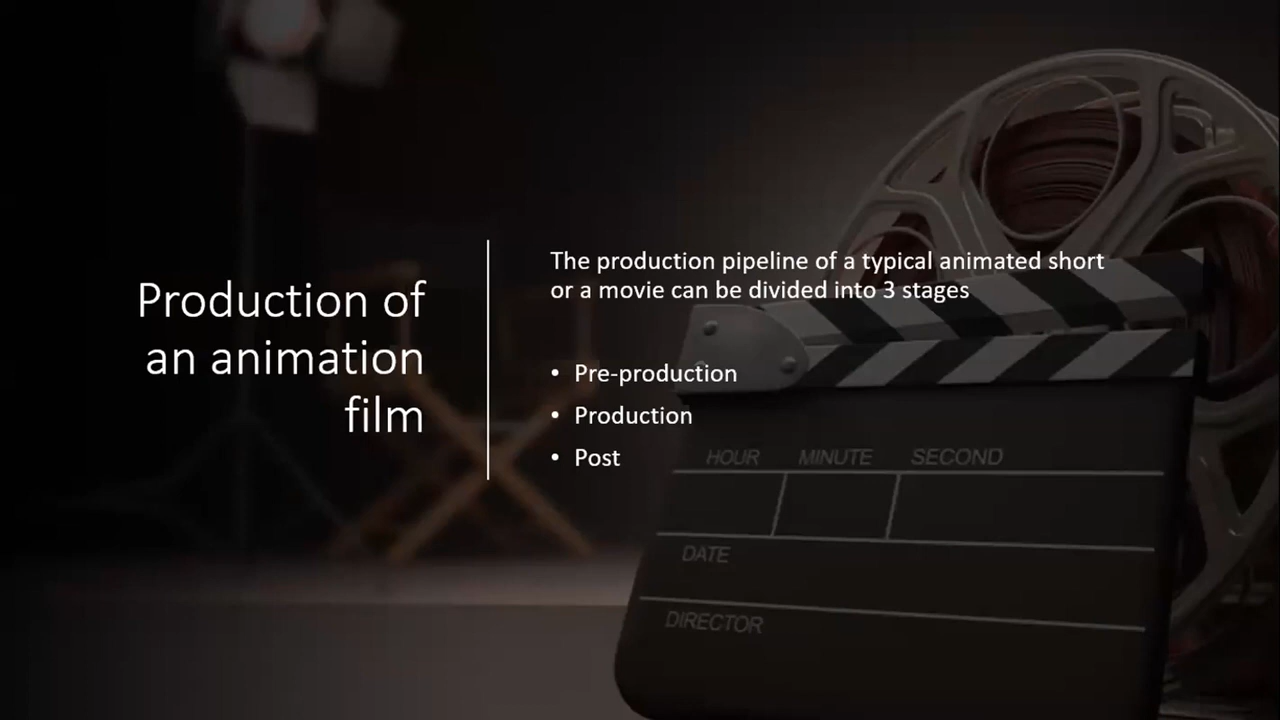 Production of
an animation
film
The production pipeline of a typical animated short
or a movie can be divided into 3 stages
• Pre-production
• Production
• Post
HOUR MINUTE SECOND
DATE
DIRECTOR